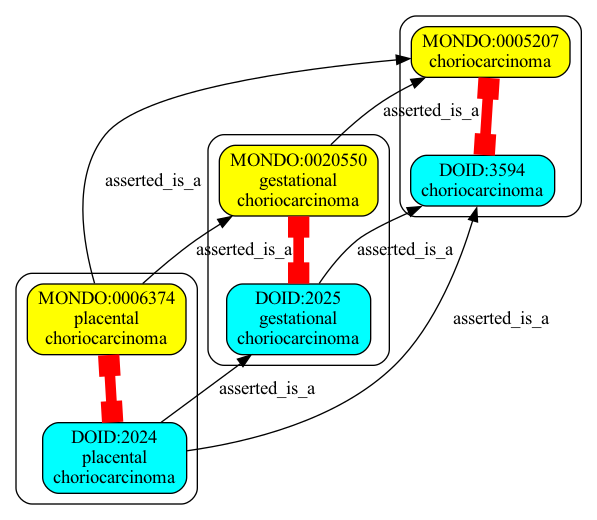 MONDO:0005207
choriocarcinoma
asserted_is_a
DOID:3594
choriocarcinoma
MONDO:0020550
gestational
choriocarcinoma
asserted_is_a
asserted_is_a
asserted_is_a
DOID:2025
gestational
choriocarcinoma
asserted_is_a
MONDO:0006374
placental
choriocarcinoma
asserted_is_a
DOID:2024
placental
choriocarcinoma